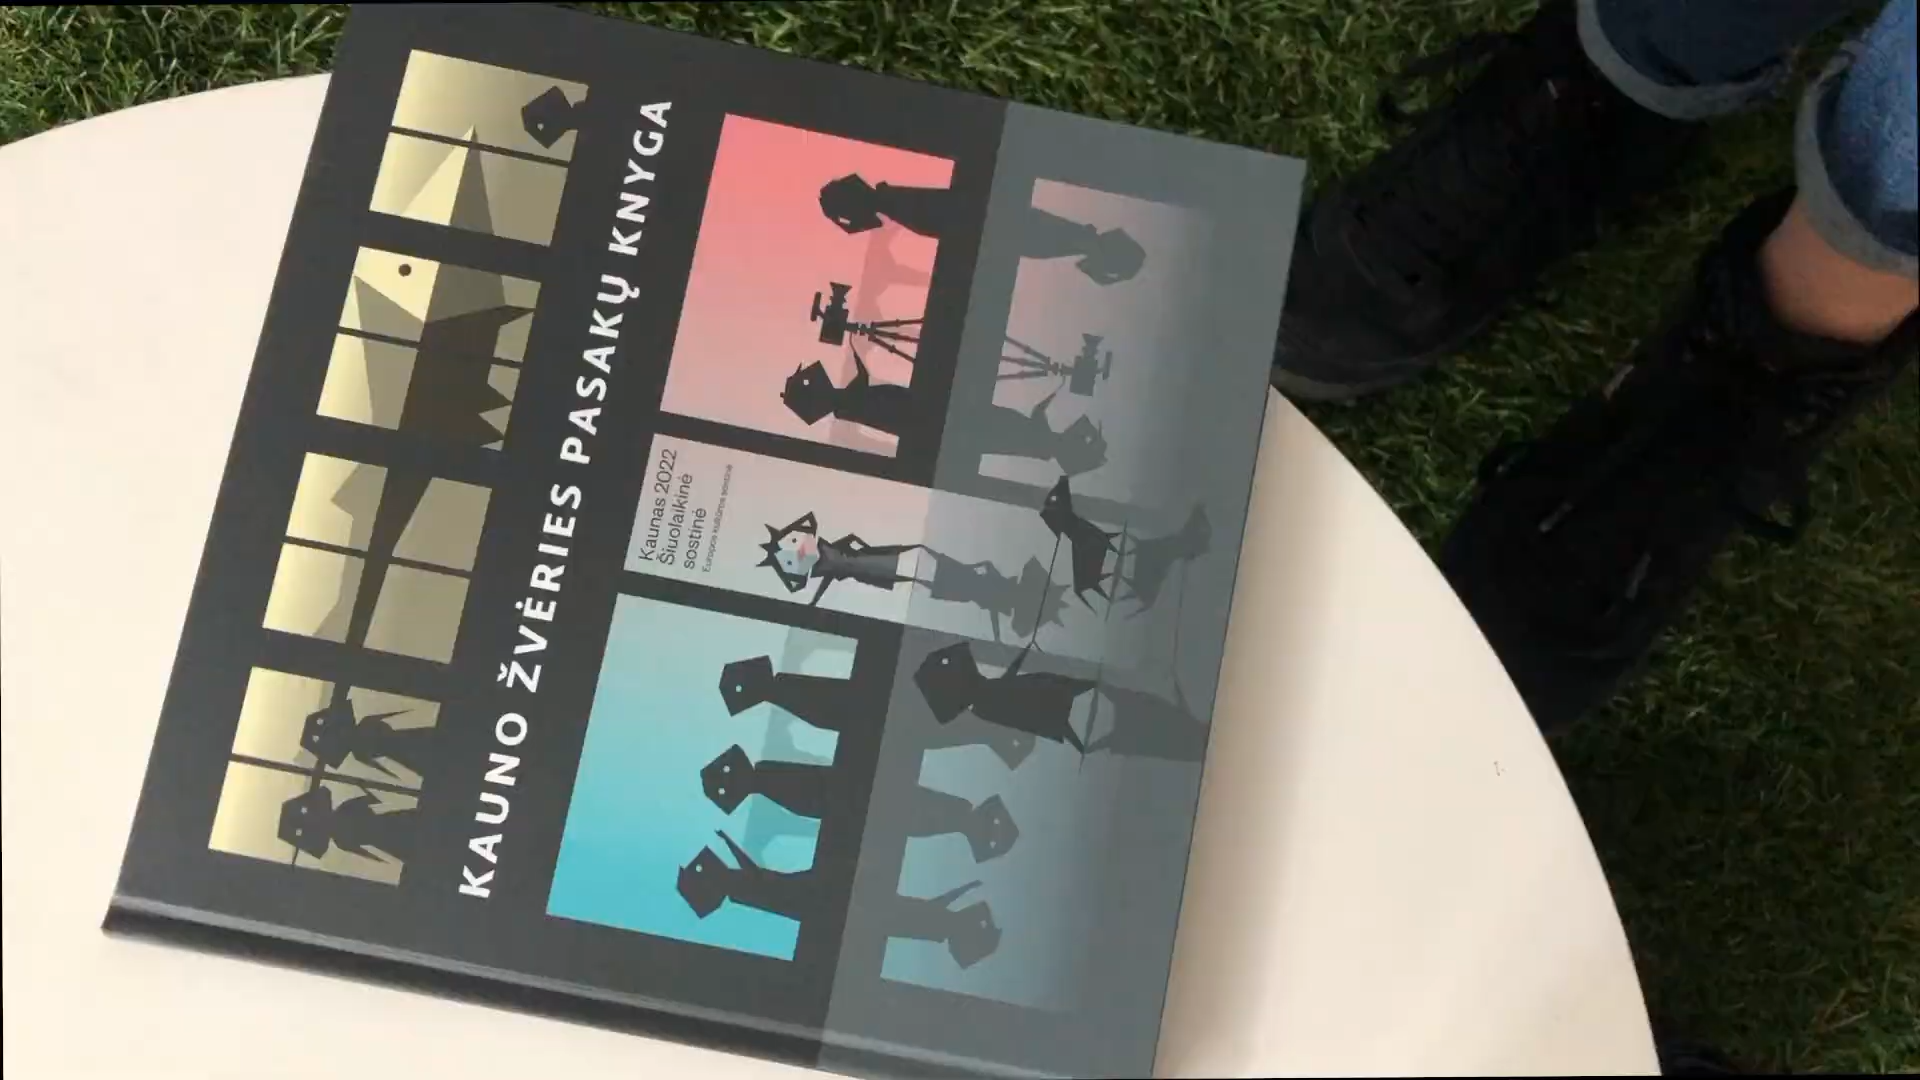 KAUNO ŽVĖRIES PASAKŲ KNYGA
Kaunas 2022
Šiuolaikinė
sostinė
Europos kultūros sostinė